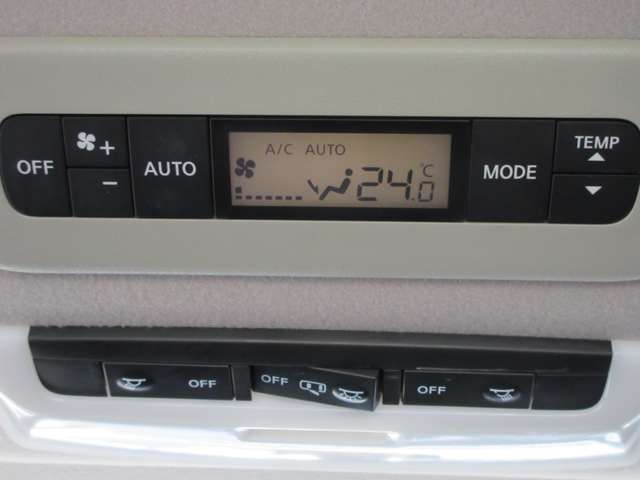 OFF
+
−
AUTO
A/C AUTO
24.0
℃
MODE
TEMP
OFF
OFF
OFF